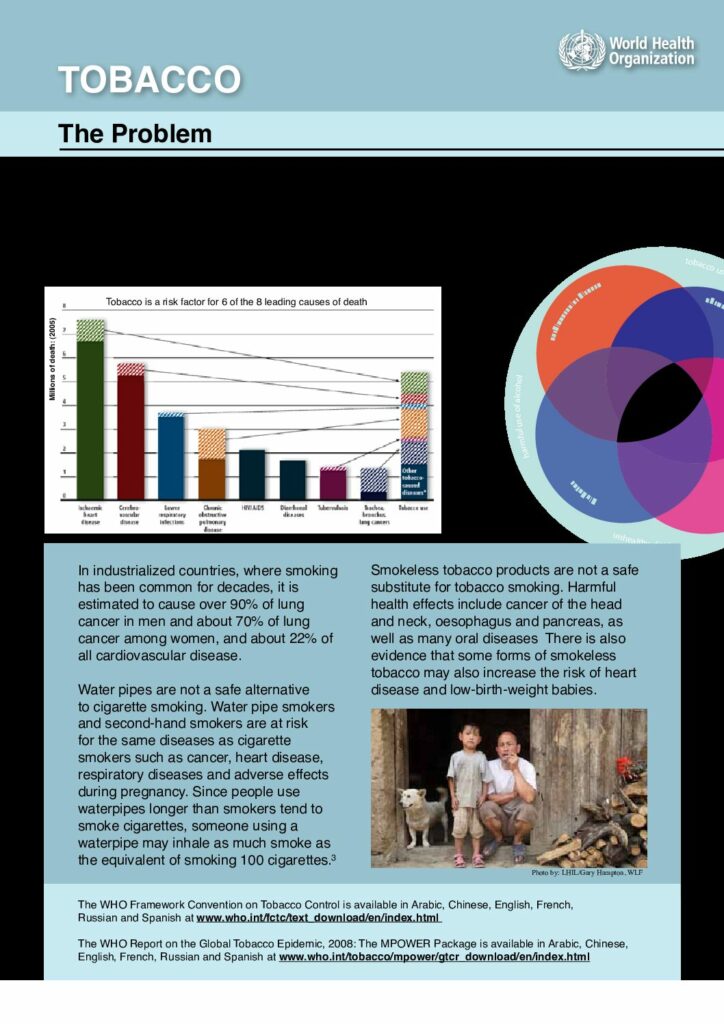 World Health
Organization
TOBACCO
The Problem
tobacco us
harmful use of alcohol
Diabetes
Tobacco is a risk factor for 6 of the 8 leading causes of death
Millions of death: (2005)
8
7
6
5
4
3
2
1
0
Ischaemic heart disease
Cerebro-vascular disease
Lower respiratory infections
Chronic obstructive pulmonary disease
HIV/AIDS
Diarrhoeal diseases
Tuberculosis
Trachea, bronchus, lung cancers
Tobacco use
Other
tobacco-
caused
diseases*
In industrialized countries, where smoking
has been common for decades, it is
estimated to cause over 90% of lung
cancer in men and about 70% of lung
cancer among women, and about 22% of
all cardiovascular disease.
Water pipes are not a safe alternative
to cigarette smoking. Water pipe smokers
and second-hand smokers are at risk
for the same diseases as cigarette
smokers such as cancer, heart disease,
respiratory diseases and adverse effects
during pregnancy. Since people use
waterpipes longer than smokers tend to
smoke cigarettes, someone using a
waterpipe may inhale as much smoke as
the equivalent of smoking 100 cigarettes.³
Smokeless tobacco products are not a safe
substitute for tobacco smoking. Harmful
health effects include cancer of the head
and neck, oesophagus and pancreas, as
well as many oral diseases There is also
evidence that some forms of smokeless
tobacco may also increase the risk of heart
disease and low-birth-weight babies.
Photo by: LHIL/Gary Hampton, WLF
The WHO Framework Convention on Tobacco Control is available in Arabic, Chinese, English, French,
Russian and Spanish at www.who.int/fctc/text_download/en/index.html
The WHO Report on the Global Tobacco Epidemic, 2008: The MPOWER Package is available in Arabic, Chinese,
English, French, Russian and Spanish at www.who.int/tobacco/mpower/gtcr_download/en/index.html